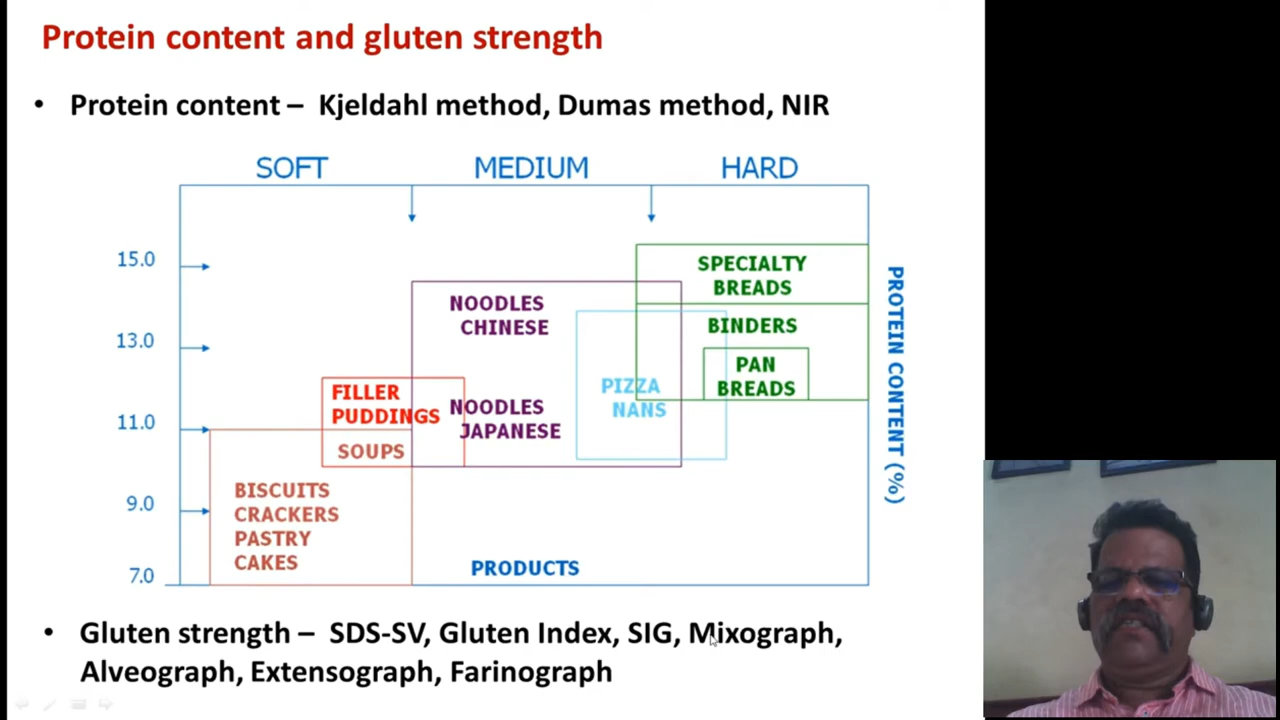 Protein content and gluten strength
• Protein content – Kjeldahl method, Dumas method, NIR
SOFT MEDIUM HARD
15.0
SPECIALTY
BREADS
NOODLES
CHINESE
BINDERS
13.0
PAN
BREADS
PIZZA
NANS
FILLER
PUDDINGS
NOODLES
JAPANESE
11.0
SOUPS
BISCUITS
CRACKERS
PASTRY
CAKES
9.0
7.0
PRODUCTS
PROTEIN CONTENT (%)
• Gluten strength – SDS-SV, Gluten Index, SIG, Mixograph,
Alveograph, Extensograph, Farinograph